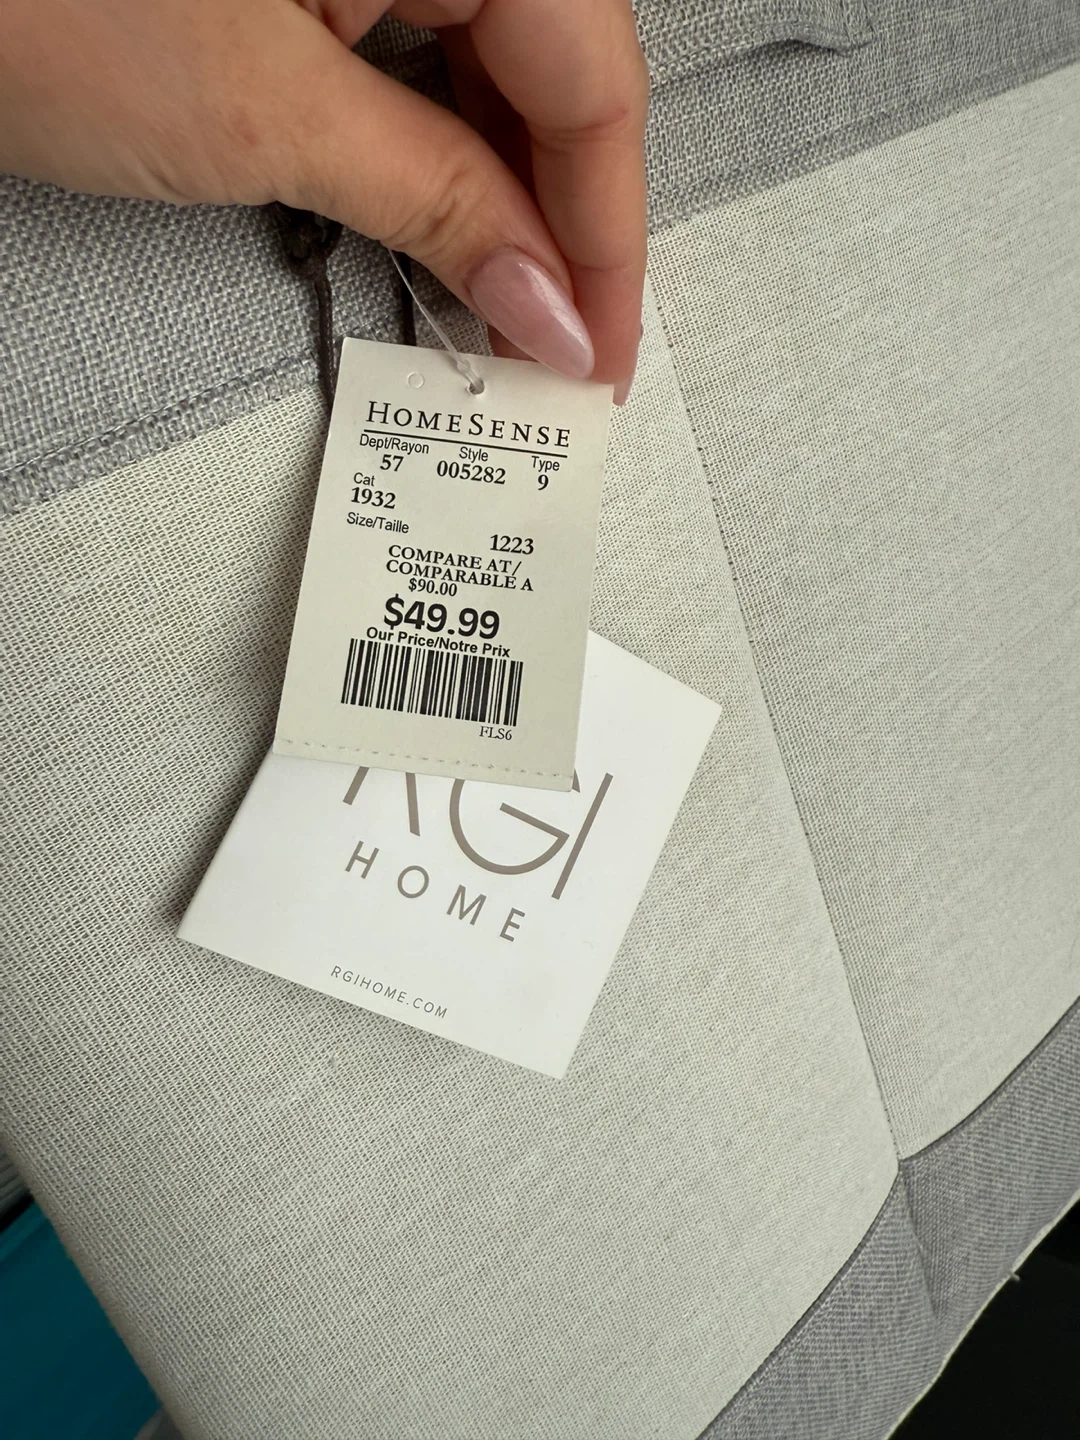 HOMESENSE
Dept/Rayon Style Type
57 005282 9
Cat
1932
Size/Taille
1223
COMPARE AT/
COMPARABLE A
$90.00
$49.99
Our Price/Notre Prix
FLS6
RGI
HOME
RGIHOME.COM